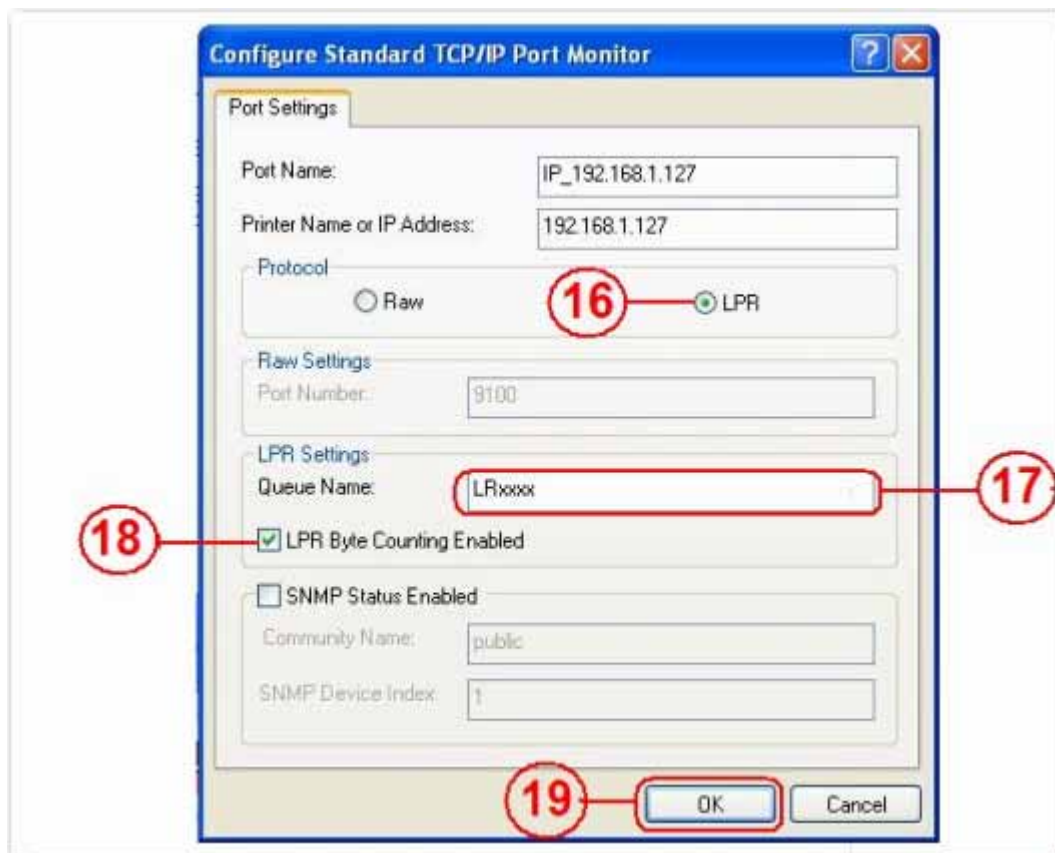 Configure Standard TCP/IP Port Monitor
Port Settings
Port Name: IP_192.168.1.127
Printer Name or IP Address: 192.168.1.127
Protocol
Raw 16 LPR
Raw Settings
Port Number: 9100
LPR Settings
Queue Name: LRxxxx 17
18 LPR Byte Counting Enabled
SNMP Status Enabled
Community Name: public
SNMP Device Index 1
19 OK Cancel